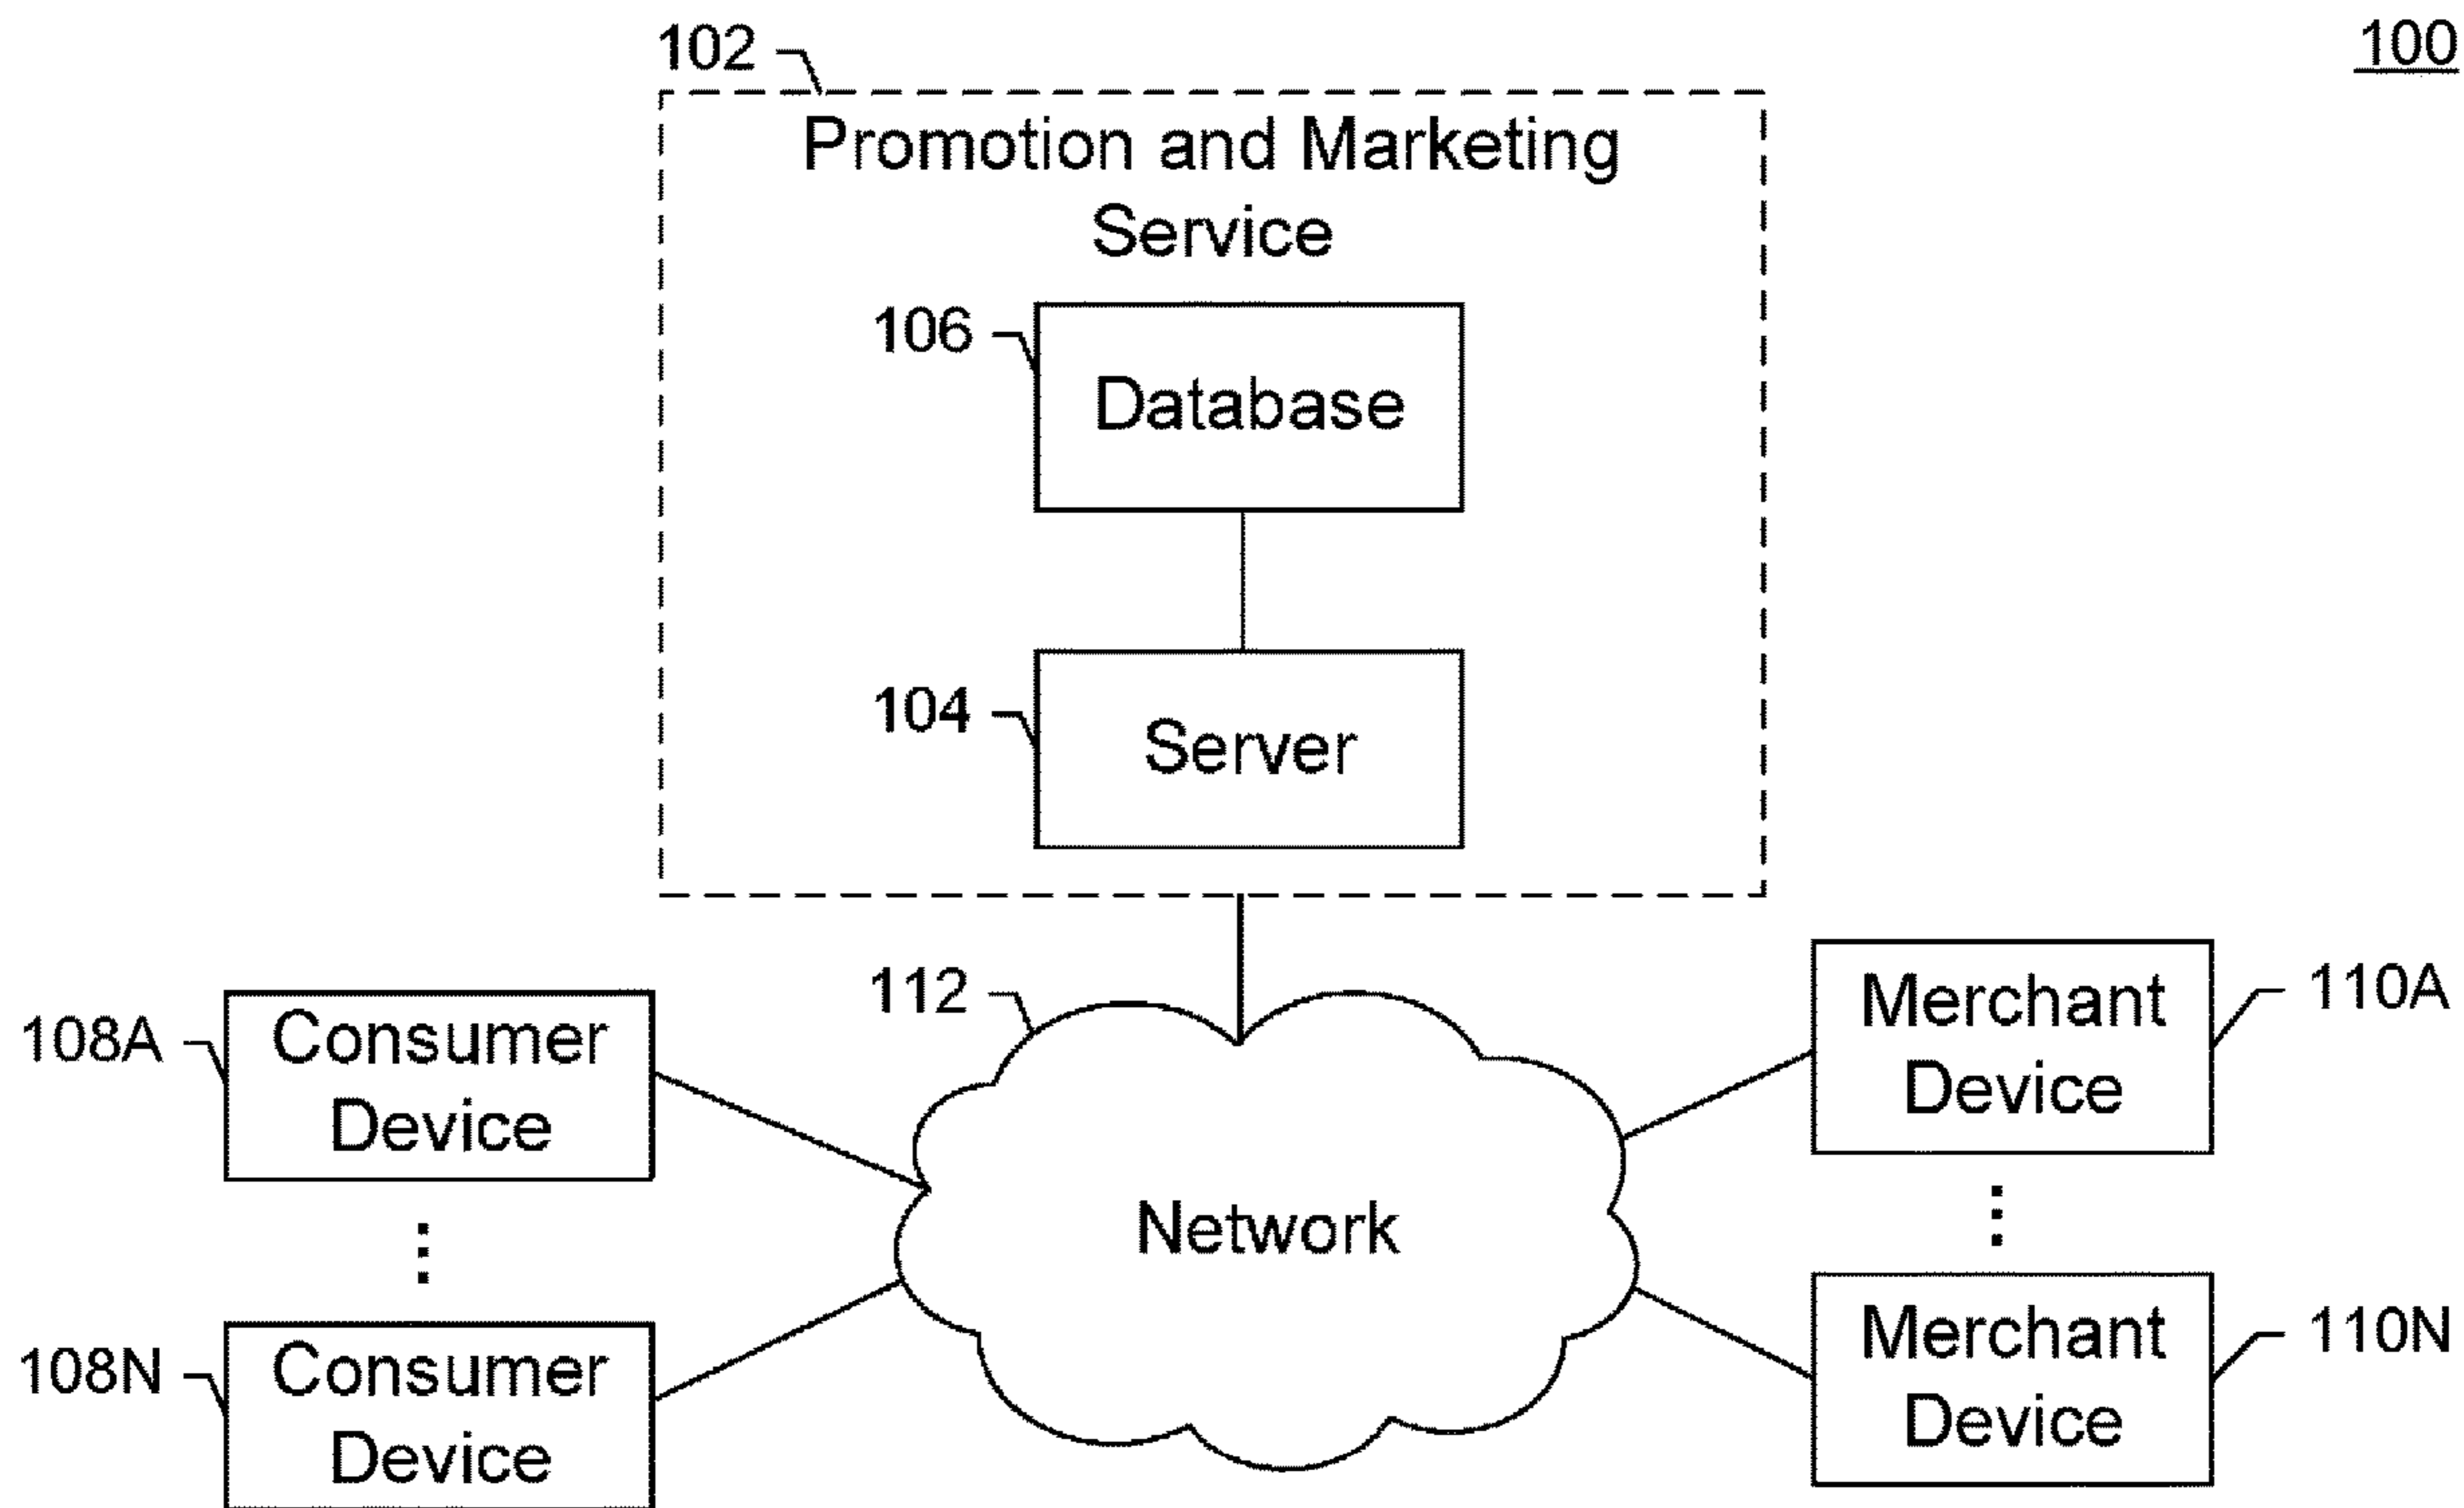 100
102
Promotion and Marketing
Service
106
Database
104
Server
112
108A
Consumer
Device
108N
Consumer
Device
Network
Merchant
Device
110A
Merchant
Device
110N